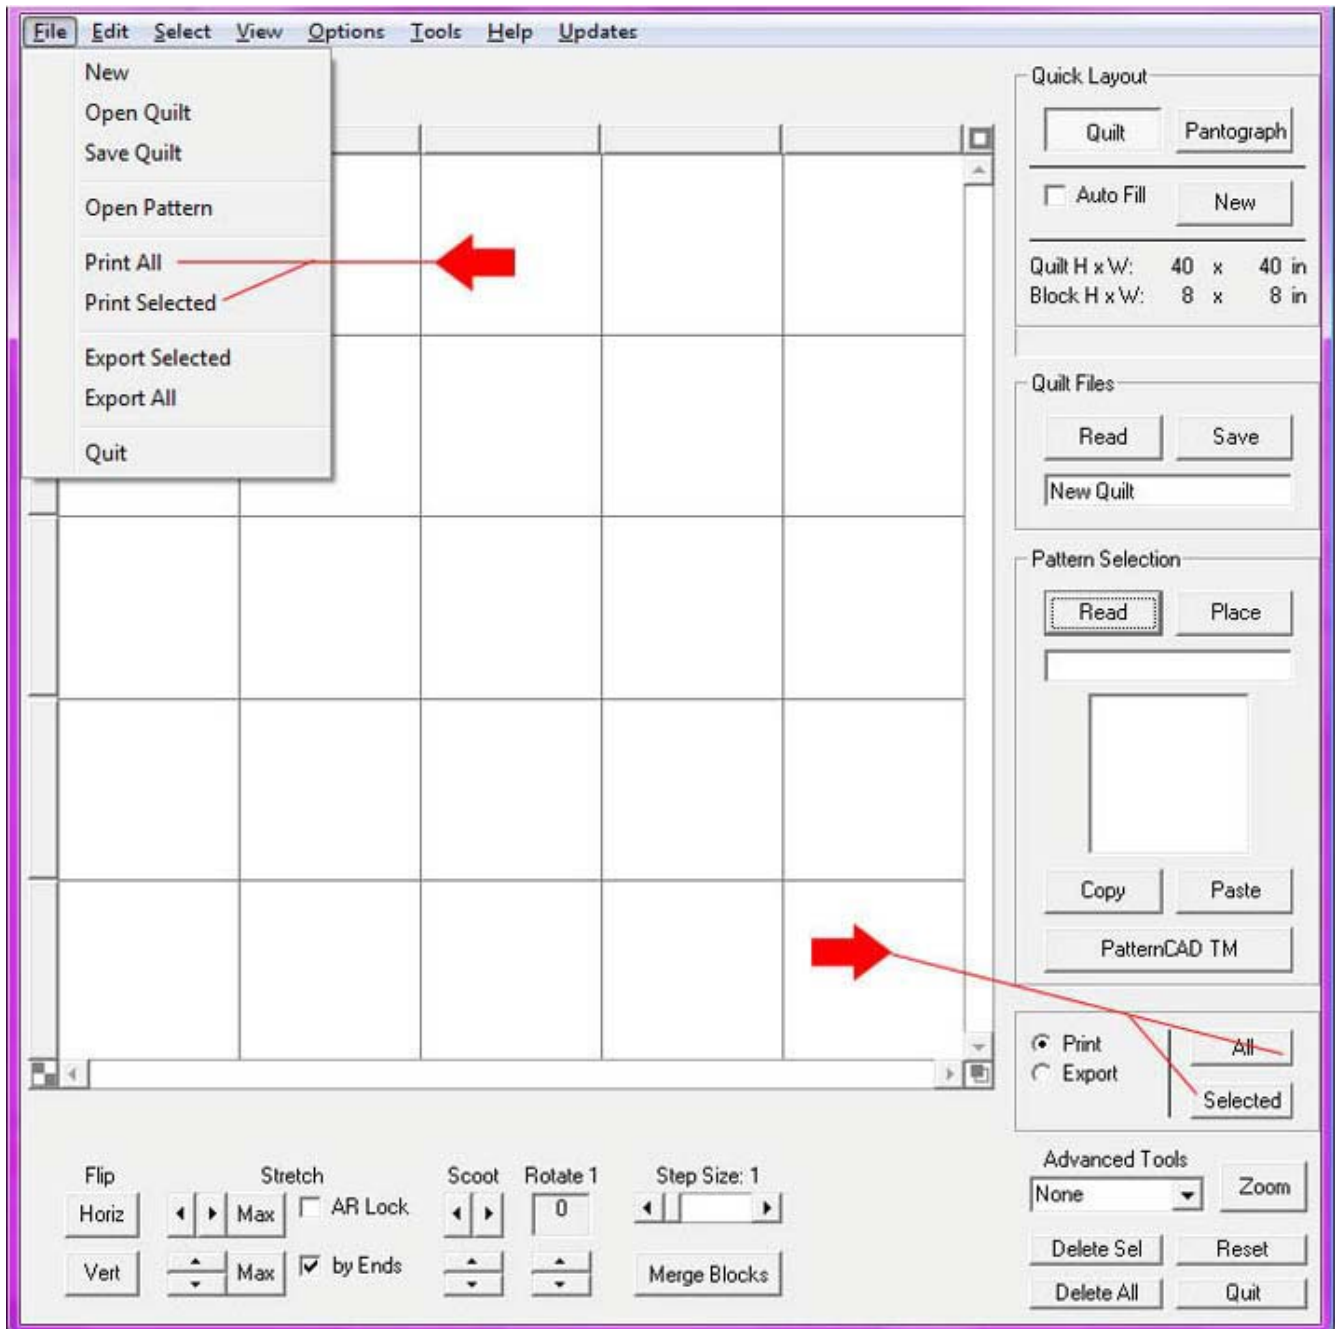 File Edit Select View Options Tools Help Updates
New
Open Quilt
Save Quilt
Open Pattern
Print All
Print Selected
Export Selected
Export All
Quit
Quick Layout
Quilt Pantograph
Auto Fill New
Quilt H x W: 40 x 40 in
Block H x W: 8 x 8 in
Quilt Files
Read Save
New Quilt
Pattern Selection
Read Place
Copy Paste
PatternCAD TM
Print All
Export Selected
Advanced Tools
None Zoom
Delete Sel Reset
Delete All Quit
Flip Stretch Scoot Rotate 1 Step Size: 1
Horiz Max AR Lock 0
Vert Max by Ends Merge Blocks